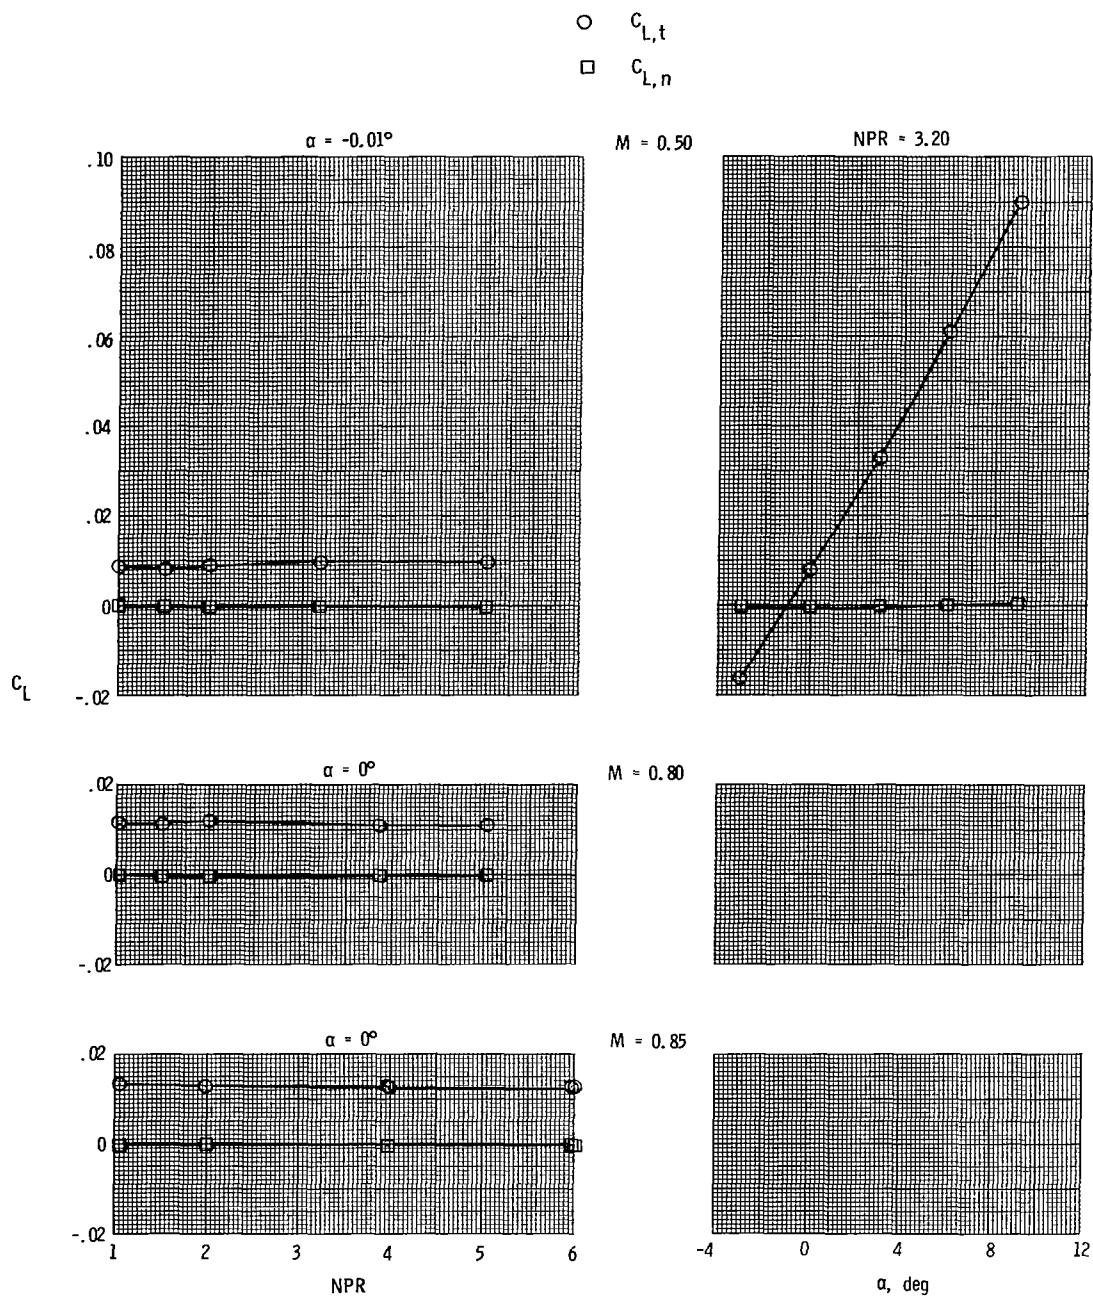 C_L,t
C_L,n
α = -0.01°
M = 0.50
NPR = 3.20
.10
.08
.06
.04
.02
0
C_L
-.02
α = 0°
M = 0.80
.02
0
-.02
α = 0°
M = 0.85
.02
0
-.02
1 2 3 4 5 6
-4 0 4 8 12
NPR
α, deg